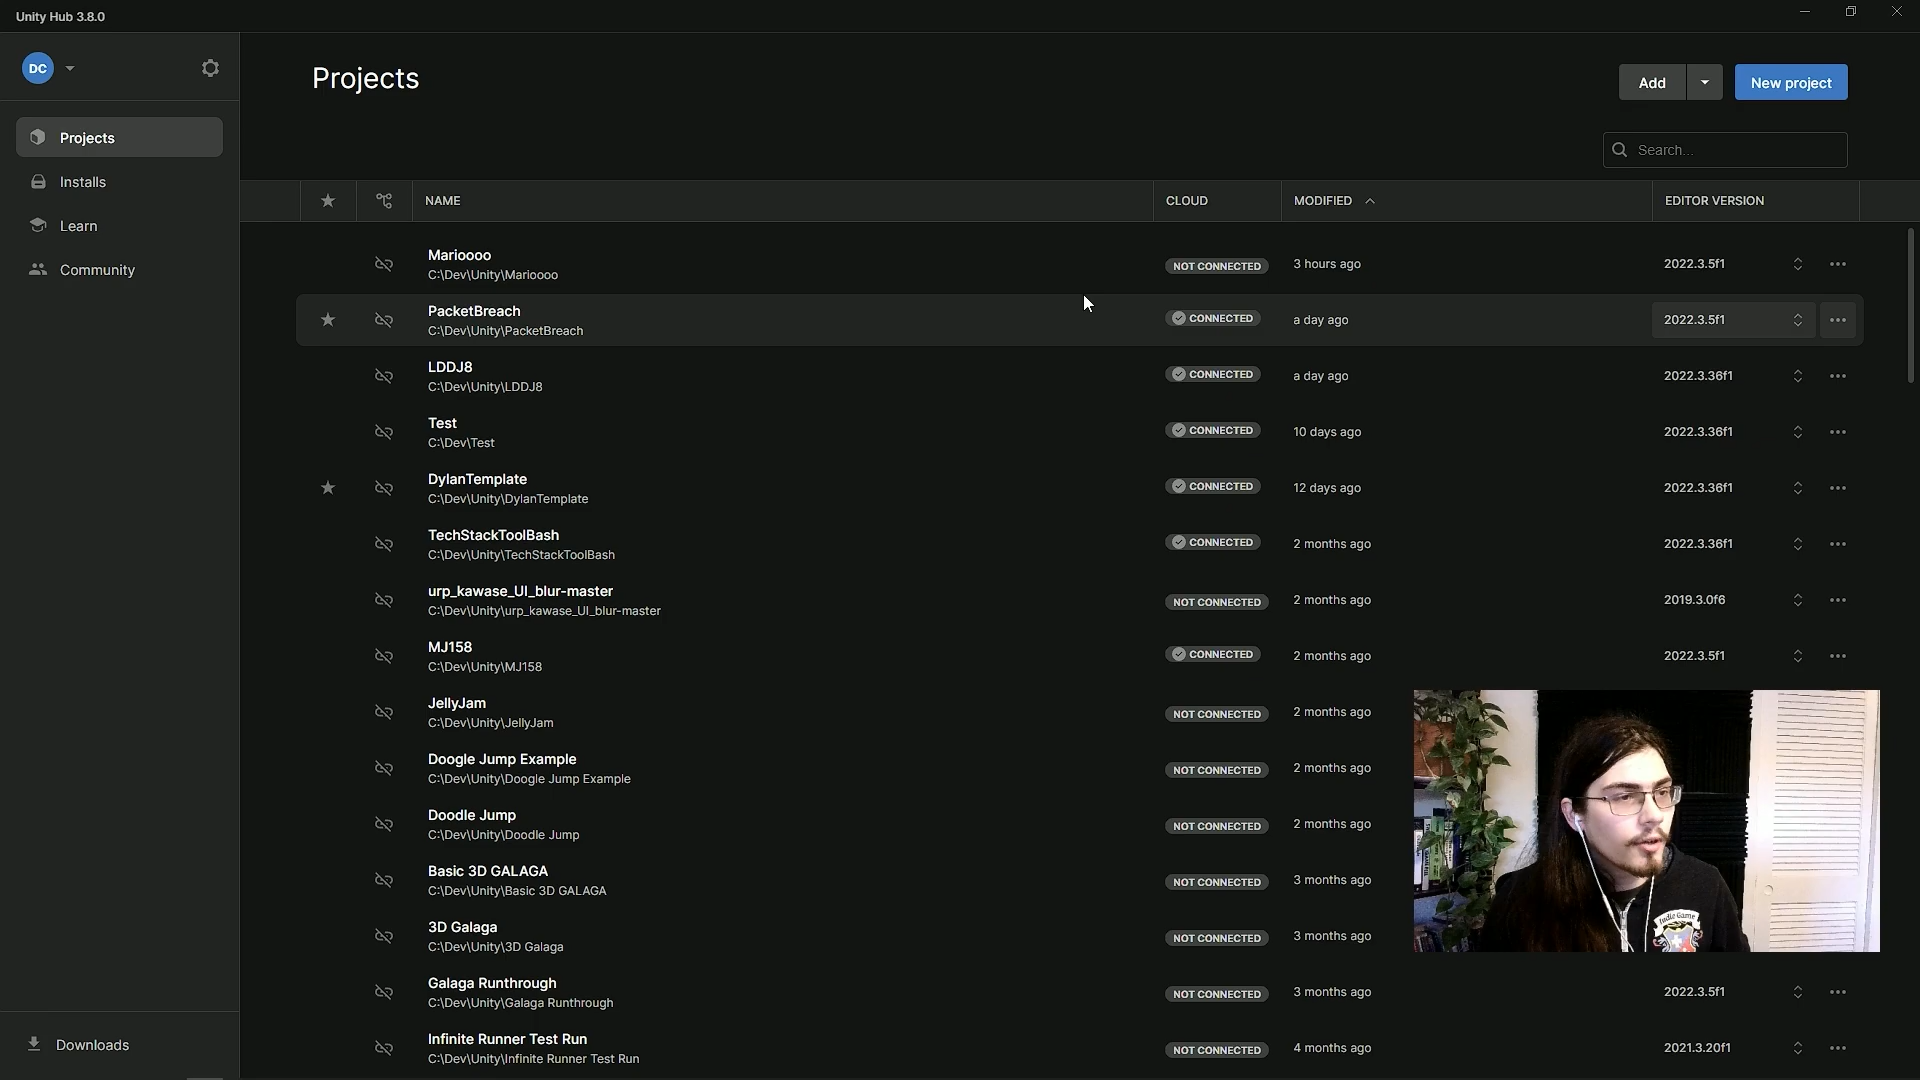 Unity Hub 3.8.0
DC
Projects
Installs
Learn
Community
Downloads
Projects
Add
New project
Search...
NAME
CLOUD
MODIFIED
EDITOR VERSION
Marioooo
C:\Dev\Unity\Marioooo
NOT CONNECTED
3 hours ago
2022.3.5f1
PacketBreach
C:\Dev\Unity\PacketBreach
CONNECTED
a day ago
2022.3.5f1
LDDJ8
C:\Dev\Unity\LDDJ8
CONNECTED
a day ago
2022.3.36f1
Test
C:\Dev\Test
CONNECTED
10 days ago
2022.3.36f1
DylanTemplate
C:\Dev\Unity\DylanTemplate
CONNECTED
12 days ago
2022.3.36f1
TechStackToolBash
C:\Dev\Unity\TechStackToolBash
CONNECTED
2 months ago
2022.3.36f1
urp_kawase_UI_blur-master
C:\Dev\Unity\urp_kawase_UI_blur-master
NOT CONNECTED
2 months ago
2019.3.0f6
MJ158
C:\Dev\Unity\MJ158
CONNECTED
2 months ago
2022.3.5f1
JellyJam
C:\Dev\Unity\JellyJam
NOT CONNECTED
2 months ago
Doogle Jump Example
C:\Dev\Unity\Doogle Jump Example
NOT CONNECTED
2 months ago
Doodle Jump
C:\Dev\Unity\Doodle Jump
NOT CONNECTED
2 months ago
Basic 3D GALAGA
C:\Dev\Unity\Basic 3D GALAGA
NOT CONNECTED
3 months ago
3D Galaga
C:\Dev\Unity\3D Galaga
NOT CONNECTED
3 months ago
Indie Game
Galaga Runthrough
C:\Dev\Unity\Galaga Runthrough
NOT CONNECTED
3 months ago
2022.3.5f1
Infinite Runner Test Run
C:\Dev\Unity\Infinite Runner Test Run
NOT CONNECTED
4 months ago
2021.3.20f1